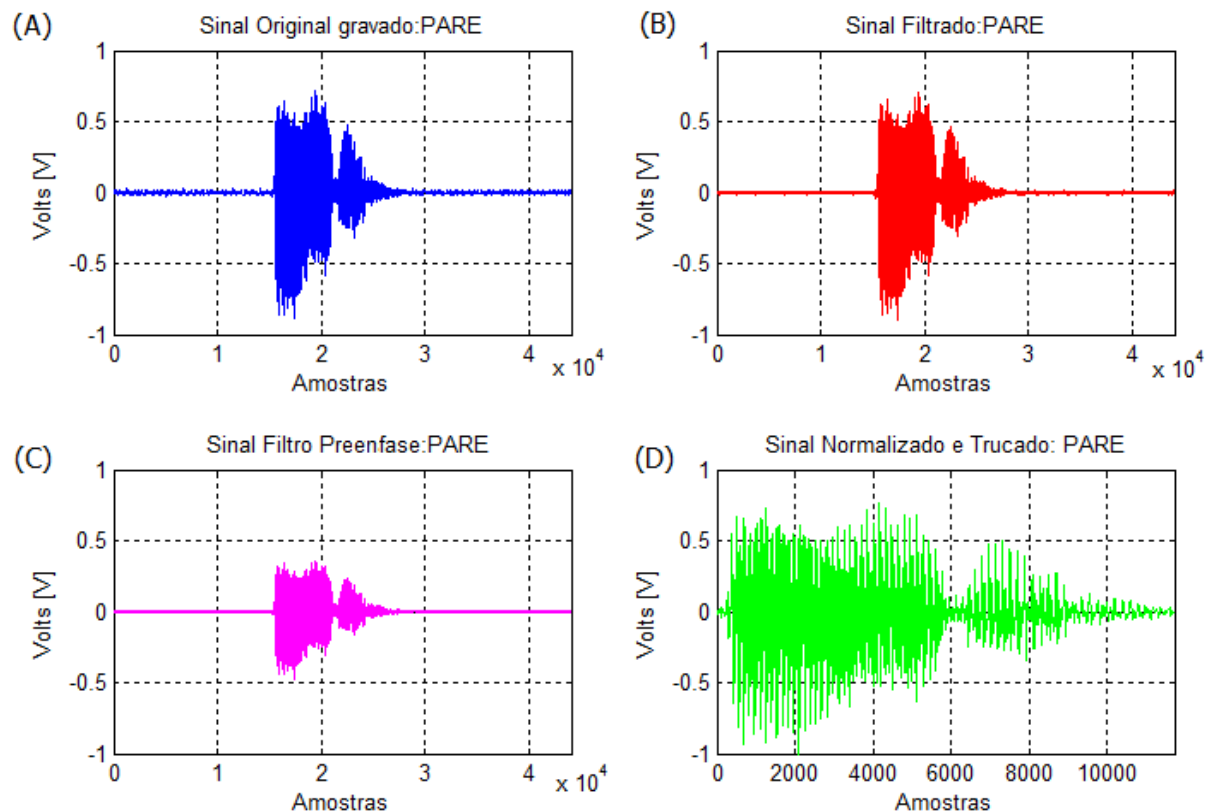 (A)
Sinal Original gravado:PARE
1
0.5
0
-0.5
-1
Volts [V]
0 1 2 3 4
x 10^4
Amostras
(B)
Sinal Filtrado:PARE
1
0.5
0
-0.5
-1
Volts [V]
0 1 2 3 4
x 10^4
Amostras
(C)
Sinal Filtro Preenfase:PARE
1
0.5
0
-0.5
-1
Volts [V]
0 1 2 3 4
x 10^4
Amostras
(D)
Sinal Normalizado e Trucado: PARE
1
0.5
0
-0.5
-1
Volts [V]
0 2000 4000 6000 8000 10000
Amostras